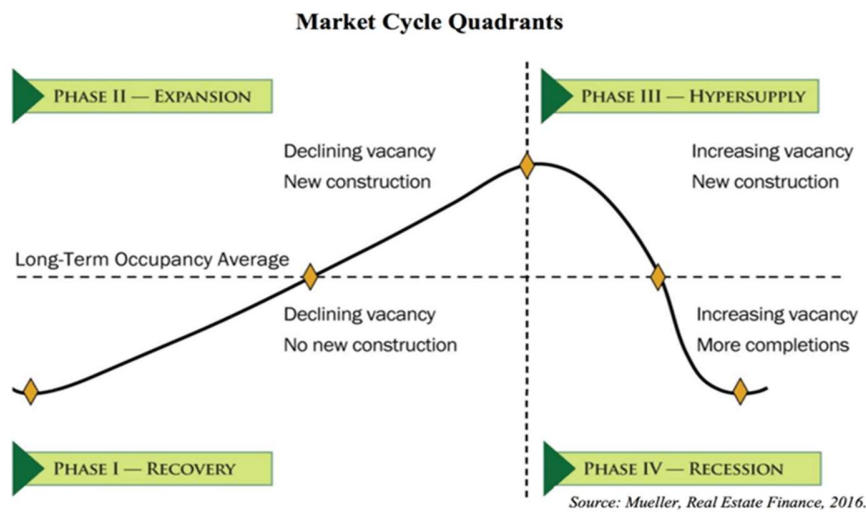 Market Cycle Quadrants
PHASE II — EXPANSION
PHASE III — HYPERSUPPLY
Declining vacancy
New construction
Increasing vacancy
New construction
Long-Term Occupancy Average
Declining vacancy
No new construction
Increasing vacancy
More completions
PHASE I — RECOVERY
PHASE IV — RECESSION
Source: Mueller, Real Estate Finance, 2016.